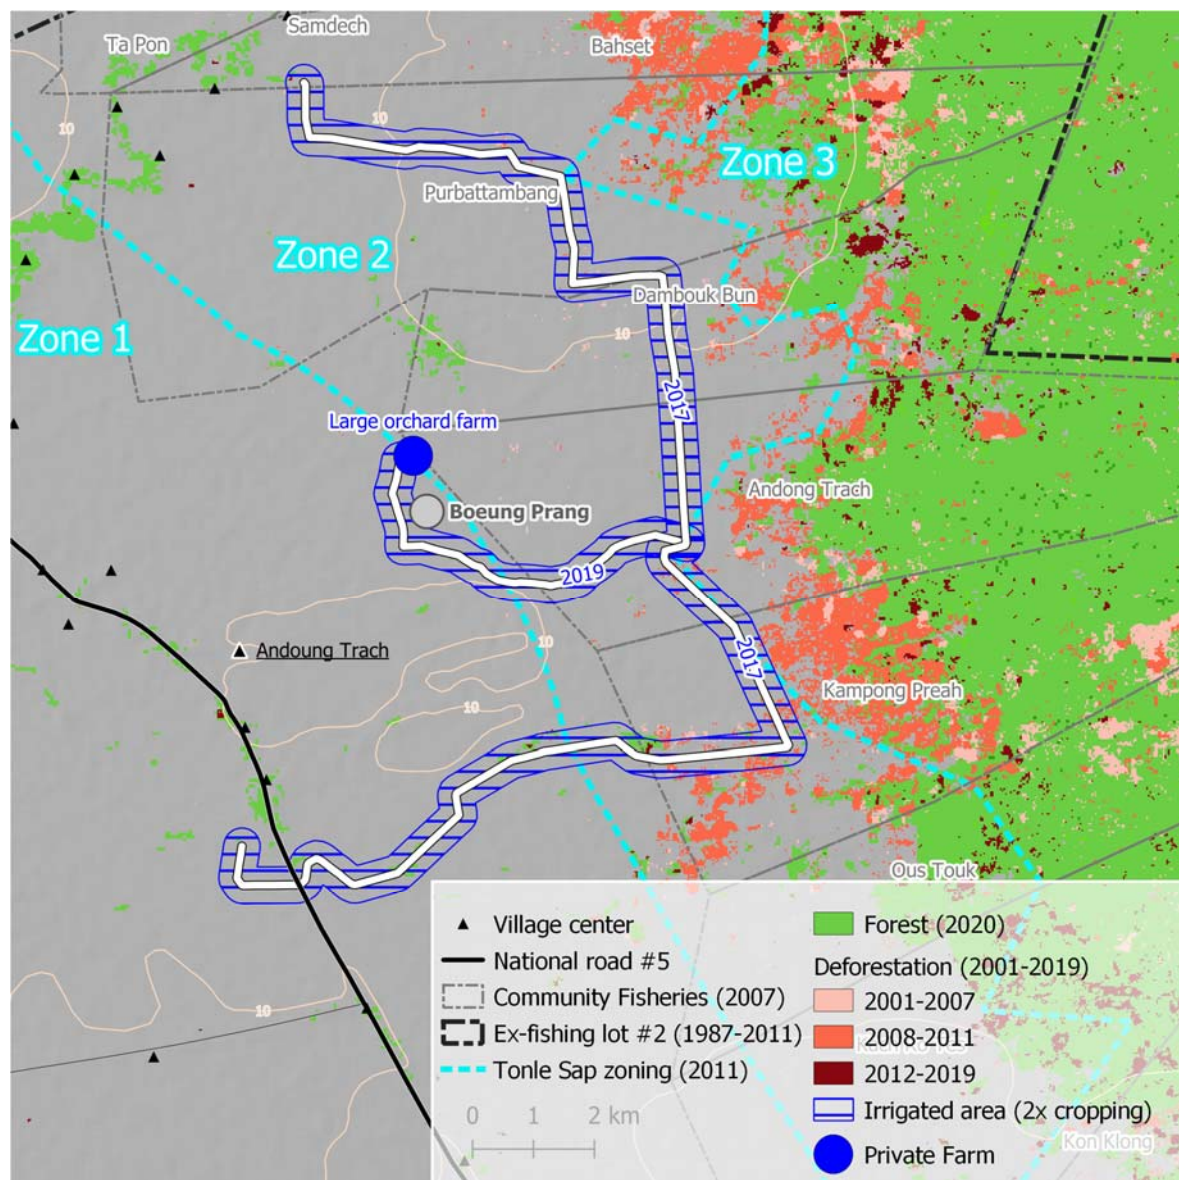 Samdech
Ta Pon
Bahset
10
10
Zone 3
Purbattambang
Zone 2
Dambouk Bun
10
Zone 1
2017
Large orchard farm
Andong Trach
Boeung Prang
2019
10
Andoung Trach
2017
Kampong Preah
10
Ous Touk
10
Village center
National road #5
Community Fisheries (2007)
Ex-fishing lot #2 (1987-2011)
Tonle Sap zoning (2011)
0 1 2 km
Forest (2020)
Deforestation (2001-2019)
2001-2007
2008-2011
2012-2019
Irrigated area (2x cropping)
Private Farm
Kon Klong